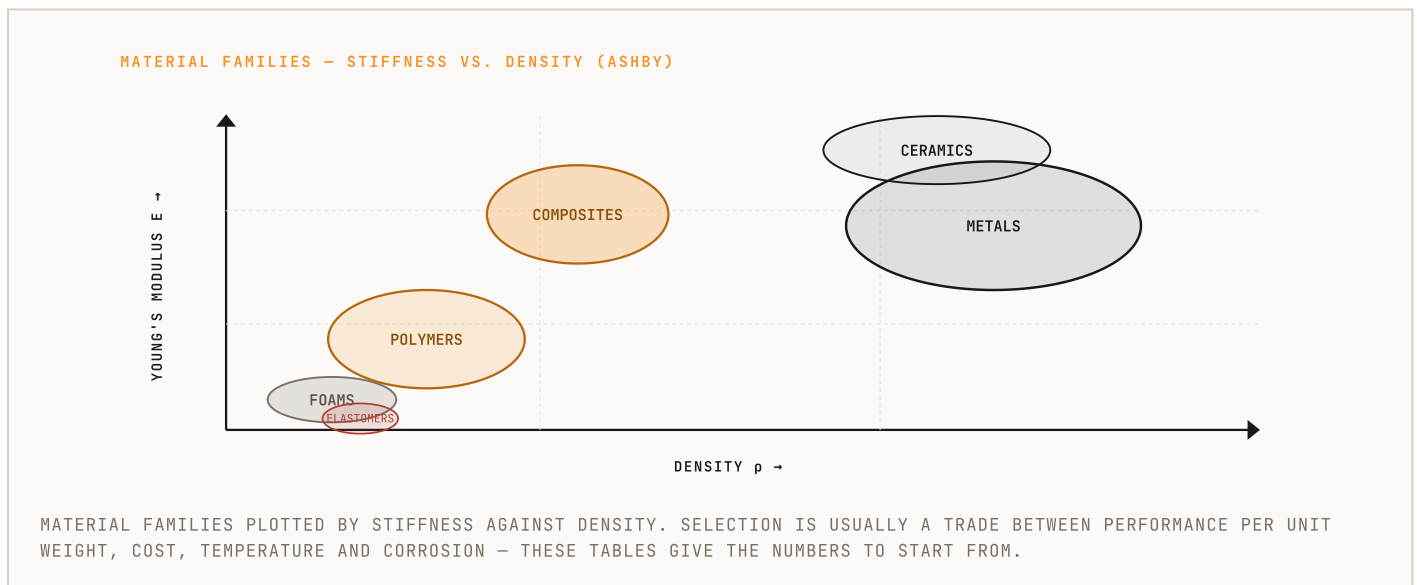 MATERIAL FAMILIES — STIFFNESS VS. DENSITY (ASHBY)
CERAMICS
COMPOSITES
METALS
YOUNG'S MODULUS E →
POLYMERS
FOAMS
ELASTOMERS
DENSITY ρ →
MATERIAL FAMILIES PLOTTED BY STIFFNESS AGAINST DENSITY. SELECTION IS USUALLY A TRADE BETWEEN PERFORMANCE PER UNIT
WEIGHT, COST, TEMPERATURE AND CORROSION — THESE TABLES GIVE THE NUMBERS TO START FROM.